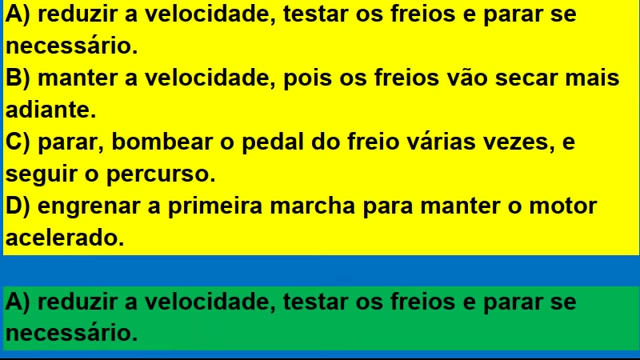 A) reduzir a velocidade, testar os freios e parar se
necessário.
B) manter a velocidade, pois os freios vão secar mais
adiante.
C) parar, bombear o pedal do freio várias vezes, e
seguir o percurso.
D) engrenar a primeira marcha para manter o motor
acelerado.
A) reduzir a velocidade, testar os freios e parar se
necessário.